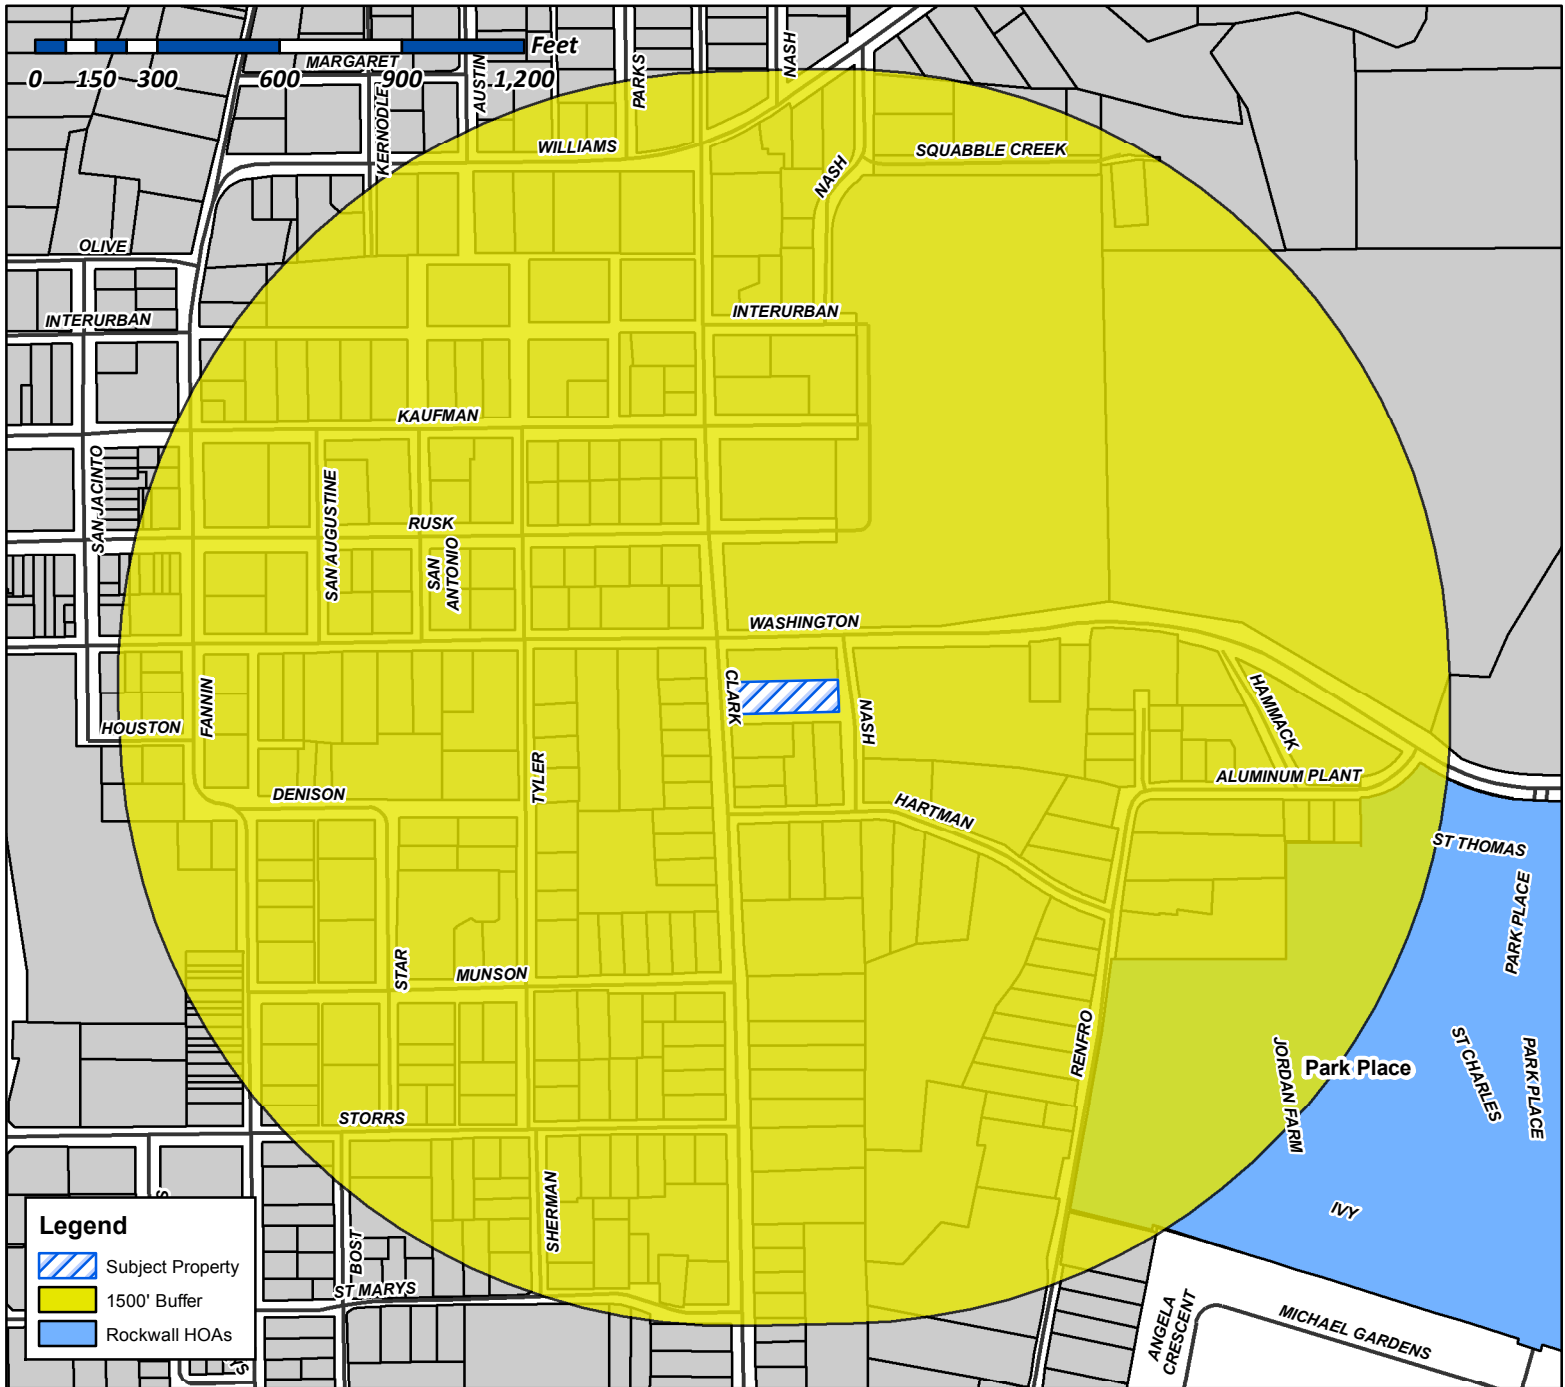 Feet
0 150 300 600 900 1,200
MARGARET
KERNODLE
AUSTIN
PARKS
NASH
WILLIAMS
NASH
SQUABBLE CREEK
OLIVE
INTERURBAN
INTERURBAN
KAUFMAN
SAN JACINTO
SAN AUGUSTINE
RUSK
SAN
ANTONIO
WASHINGTON
FANNIN
HOUSTON
CLARK
NASH
HAMMACK
TYLER
DENISON
ALUMINUM PLANT
HARTMAN
ST THOMAS
PARK PLACE
STAR
MUNSON
RENFRO
JORDAN FARM
Park Place
ST CHARLES
PARK PLACE
STORRS
SHERMAN
IVY
BOST
ST MARYS
ANGELA
CRESCENT
MICHAEL GARDENS
Legend
Subject Property
1500' Buffer
Rockwall HOAs